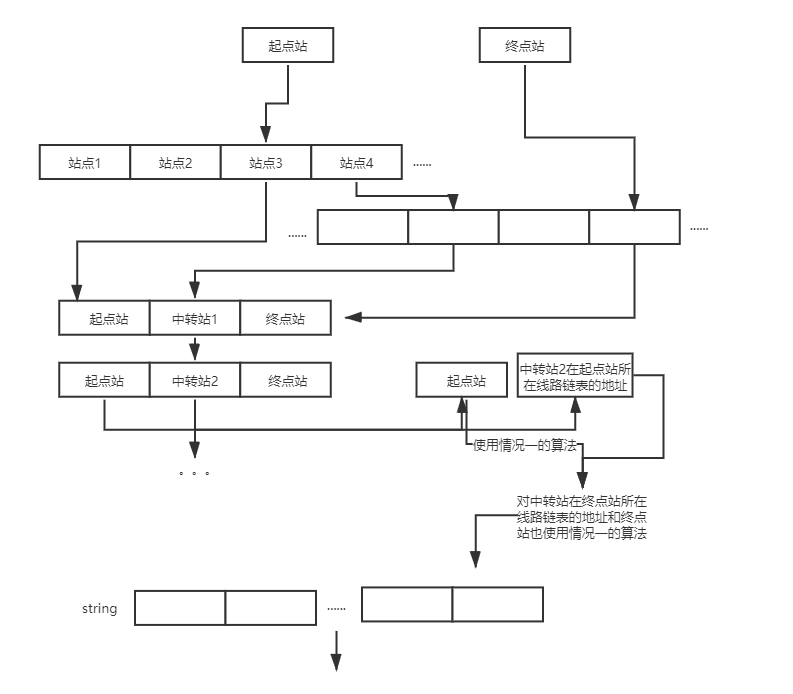 起点站
终点站
站点1
站点2
站点3
站点4
......
......
......
起点站
中转站1
终点站
起点站
中转站2
终点站
起点站
中转站2在起点站所
在线路链表的地址
使用情况一的算法
。。。
对中转站在终点站所在
线路链表的地址和终点
站也使用情况一的算法
string
......